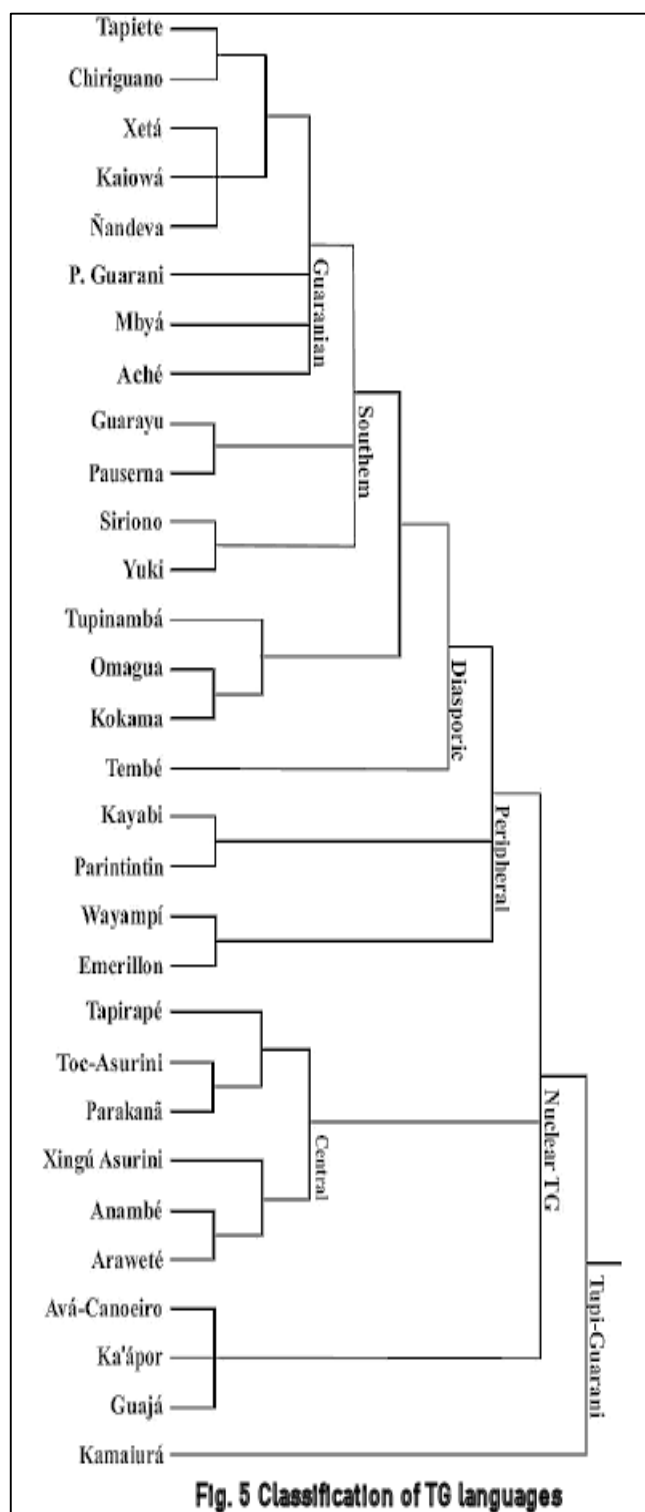 Tapiete
Chiriguano
Xetá
Kaiowá
Ñandeva
P. Guarani
Mbyá
Aché
Guarayu
Pauserna
Siriono
Yuki
Tupinambá
Omagua
Kokama
Tembé
Kayabi
Parintintin
Wayampí
Emerillon
Tapirapé
Toc-Asurini
Parakanã
Xingú Asurini
Anambé
Araweté
Avá-Canoeiro
Ka'ápor
Guajá
Kamaiurá
Guaranian
Southern
Diasporic
Peripheral
Central
Nuclear TG
Tupi-Guarani
Fig. 5 Classification of TG languages